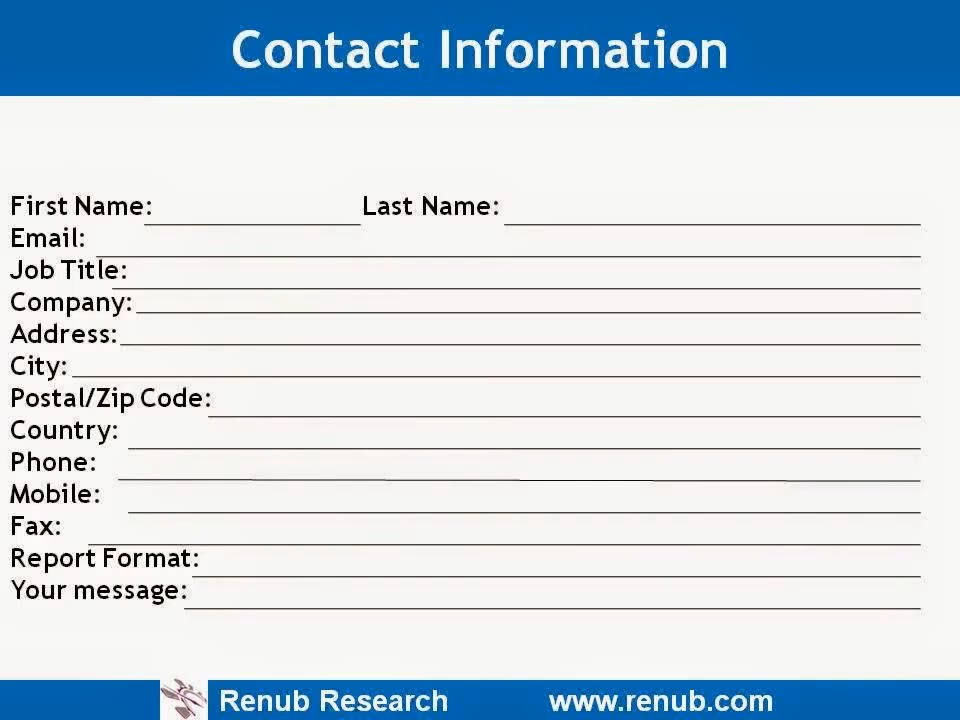 Contact Information
First Name: Last Name:
Email:
Job Title:
Company:
Address:
City:
Postal/Zip Code:
Country:
Phone:
Mobile:
Fax:
Report Format:
Your message:
Renub Research www.renub.com